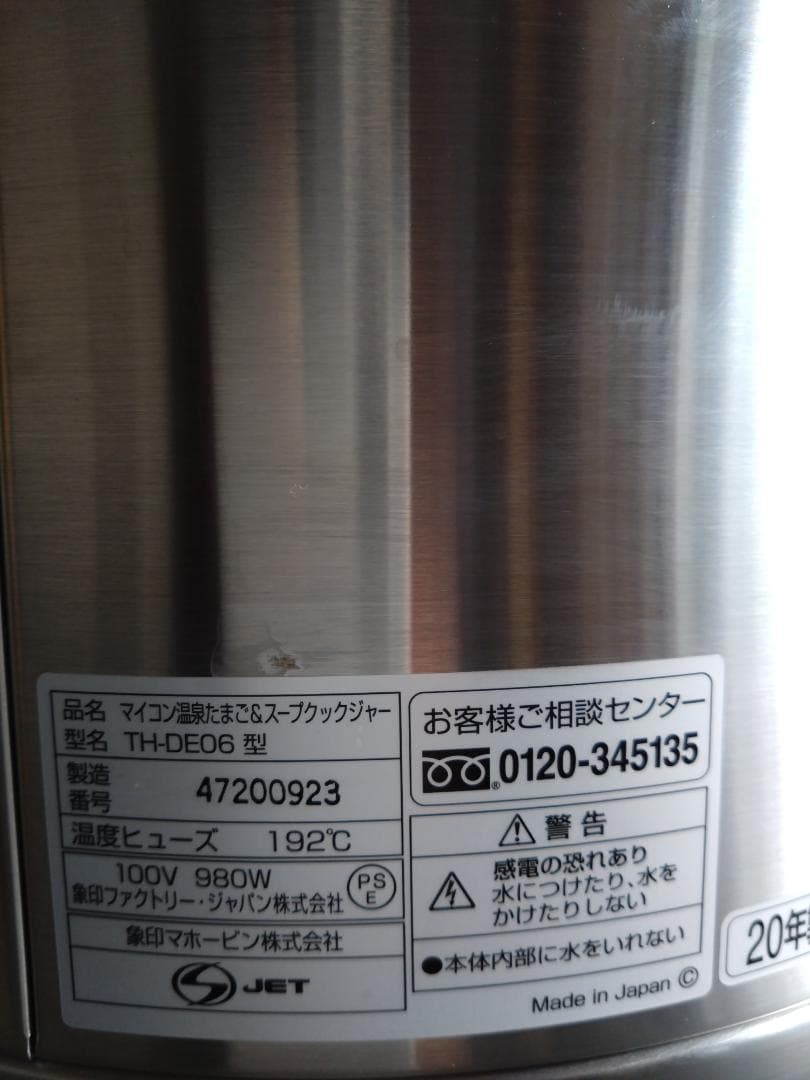 品名 マイコン温泉たまご&スープクックジャー
型名 TH-DE06 型
製造番号 47200923
温度ヒューズ 192℃
100V 980W
象印ファクトリー・ジャパン株式会社
PS
E
象印マホービン株式会社
S JET
お客様ご相談センター
0120-345135
®
警告
感電の恐れあり
水につけたり、水を
かけたりしない
●本体内部に水をいれない
Made in Japan Ⓒ
20年